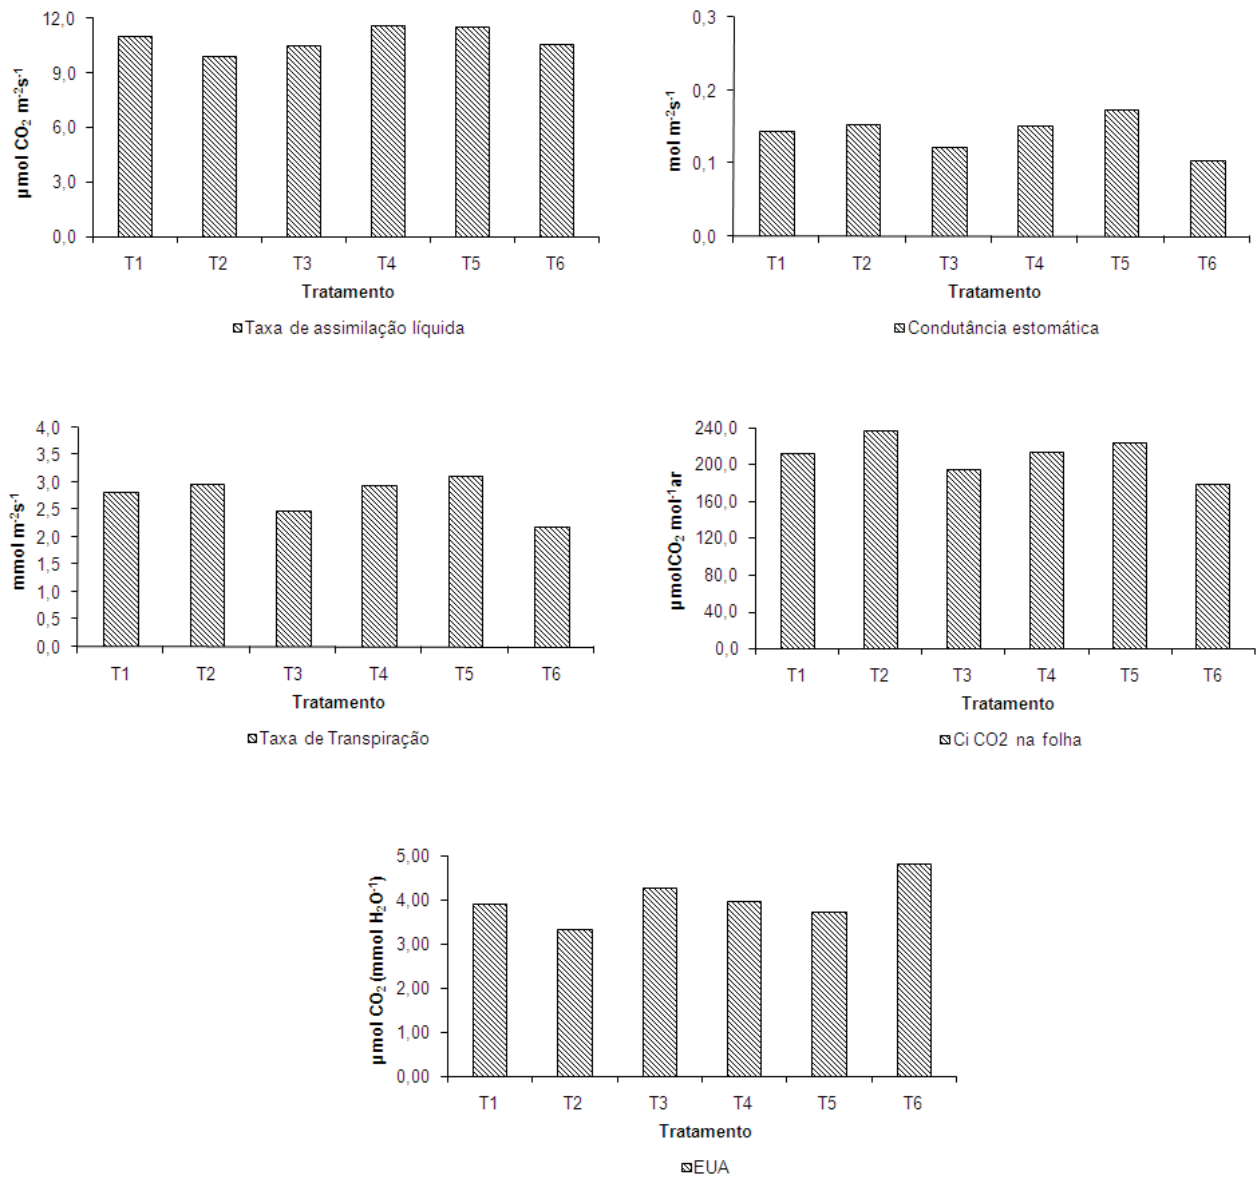 µmol CO₂ m⁻²s⁻¹
12,0
9,0
6,0
3,0
0,0
T1 T2 T3 T4 T5 T6
Tratamento
Taxa de assimilação líquida
mol m⁻²s⁻¹
0,3
0,2
0,1
0,0
T1 T2 T3 T4 T5 T6
Tratamento
Condutância estomática
mmol m⁻²s⁻¹
4,0
3,5
3,0
2,5
2,0
1,5
1,0
0,5
0,0
T1 T2 T3 T4 T5 T6
Tratamento
Taxa de Transpiração
µmolCO₂ mol⁻¹ar
240,0
200,0
160,0
120,0
80,0
40,0
0,0
T1 T2 T3 T4 T5 T6
Tratamento
Ci CO2 na folha
µmol CO₂ (mmol H₂O⁻¹)
5,00
4,00
3,00
2,00
1,00
0,00
T1 T2 T3 T4 T5 T6
Tratamento
EUA